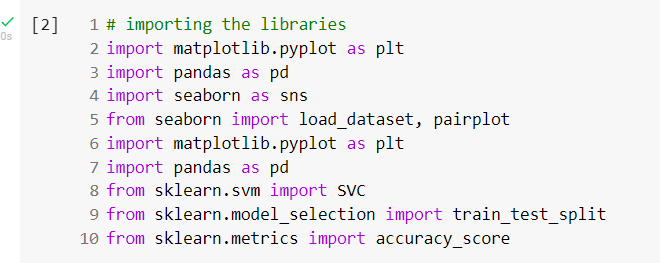 [2] 1 # importing the libraries
0s 2 import matplotlib.pyplot as plt
3 import pandas as pd
4 import seaborn as sns
5 from seaborn import load_dataset, pairplot
6 import matplotlib.pyplot as plt
7 import pandas as pd
8 from sklearn.svm import SVC
9 from sklearn.model_selection import train_test_split
10 from sklearn.metrics import accuracy_score